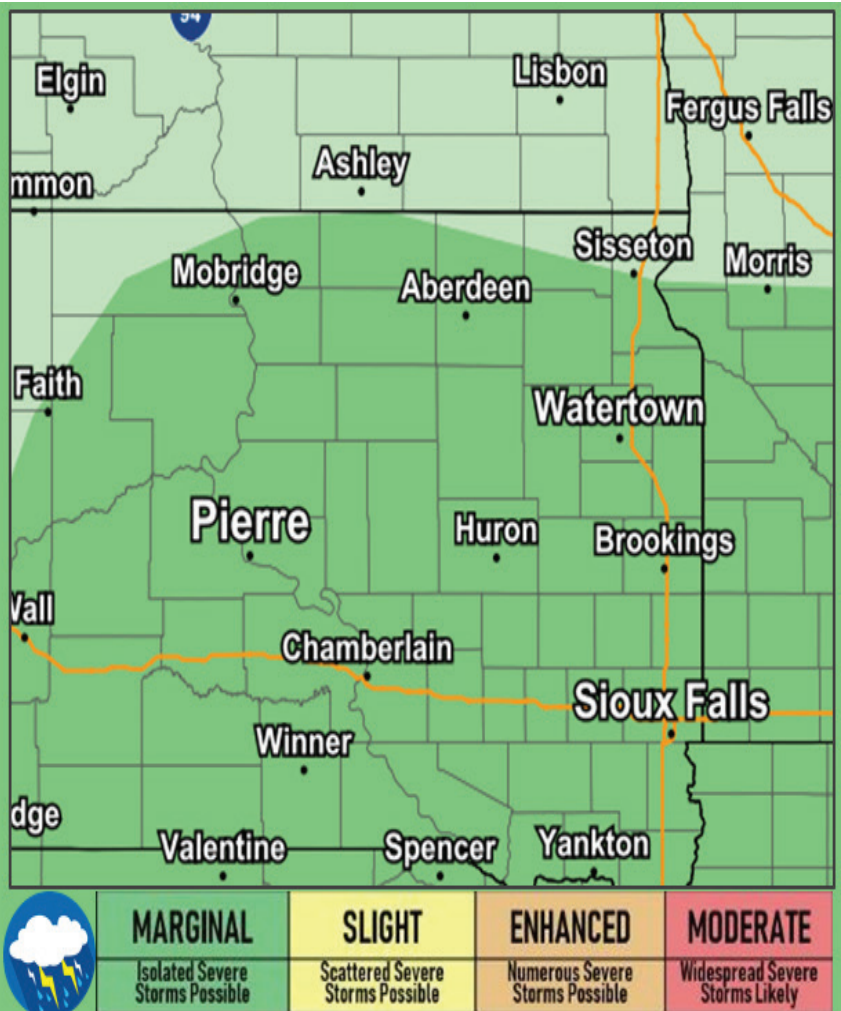 94
Elgin
Lisbon
Fergus Falls
Ashley
mmon
Sisseton
Mobridge
Morris
Aberdeen
Faith
Watertown
Pierre
Huron
Brookings
Wall
Chamberlain
Sioux Falls
Winner
dge
Valentine
Spencer
Yankton
MARGINAL
Isolated Severe
Storms Possible
SLIGHT
Scattered Severe
Storms Possible
ENHANCED
Numerous Severe
Storms Possible
MODERATE
Widespread Severe
Storms Likely